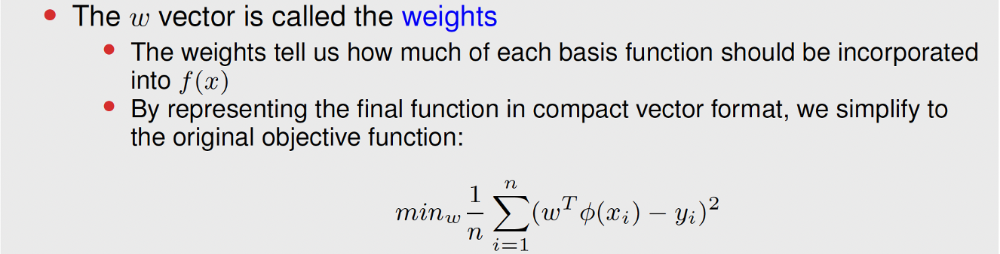 • The w vector is called the weights
• The weights tell us how much of each basis function should be incorporated
into f(x)
• By representing the final function in compact vector format, we simplify to
the original objective function:
min_w \frac{1}{n} \sum_{i=1}^{n} (w^T \phi(x_i) - y_i)^2